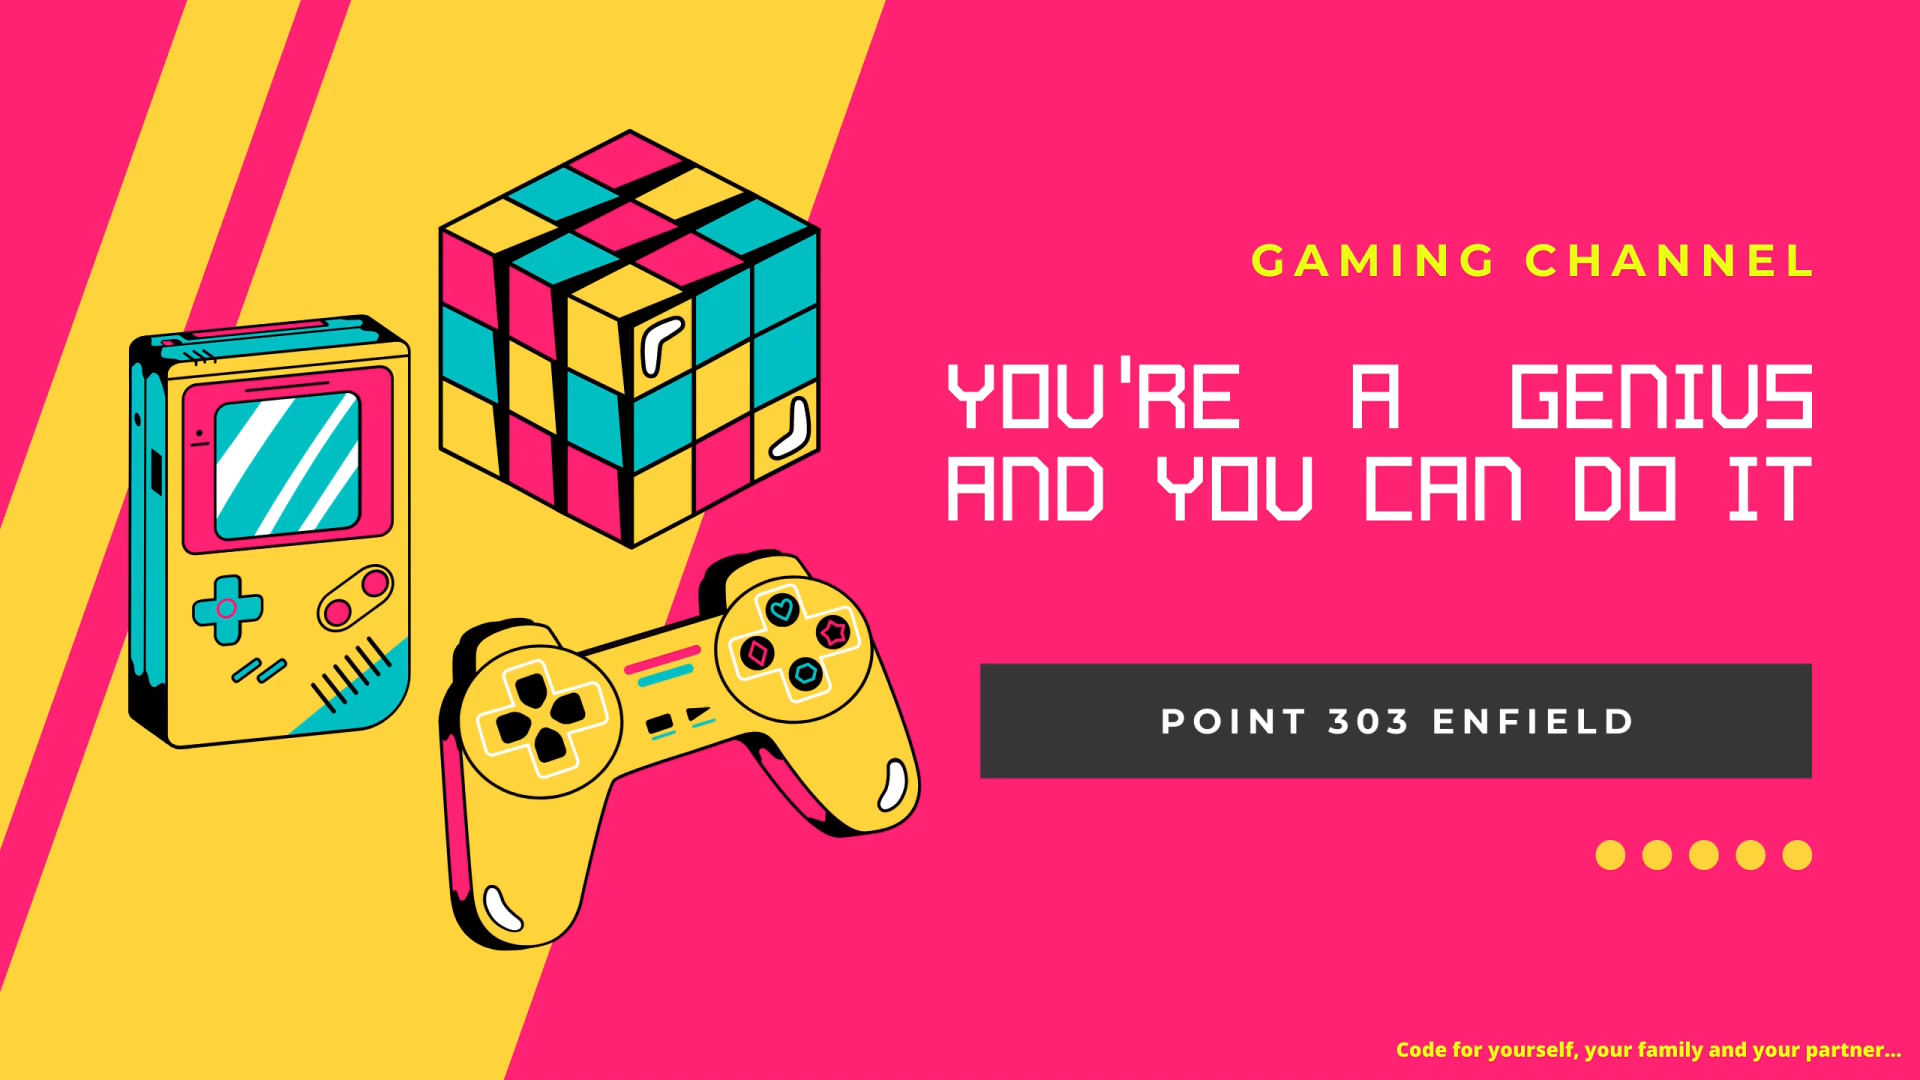 GAMING CHANNEL
YOU'RE A GENIUS
AND YOU CAN DO IT
POINT 303 ENFIELD
Code for yourself, your family and your partner...